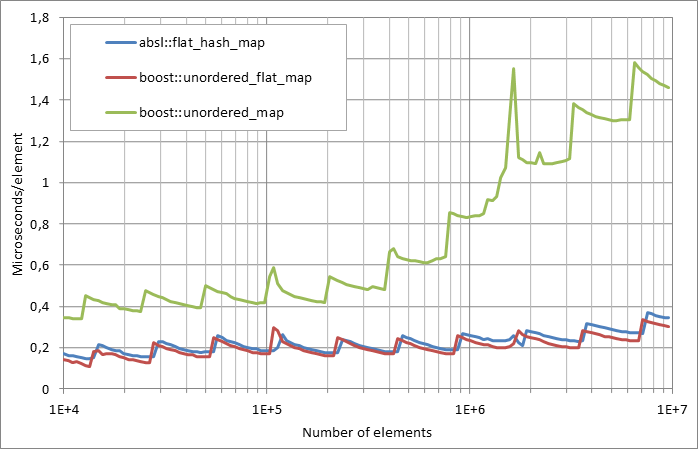 1,8
1,6
1,4
1,2
1
0,8
0,6
0,4
0,2
0
Microseconds/element
absl::flat_hash_map
boost::unordered_flat_map
boost::unordered_map
1E+4 1E+5 1E+6 1E+7
Number of elements